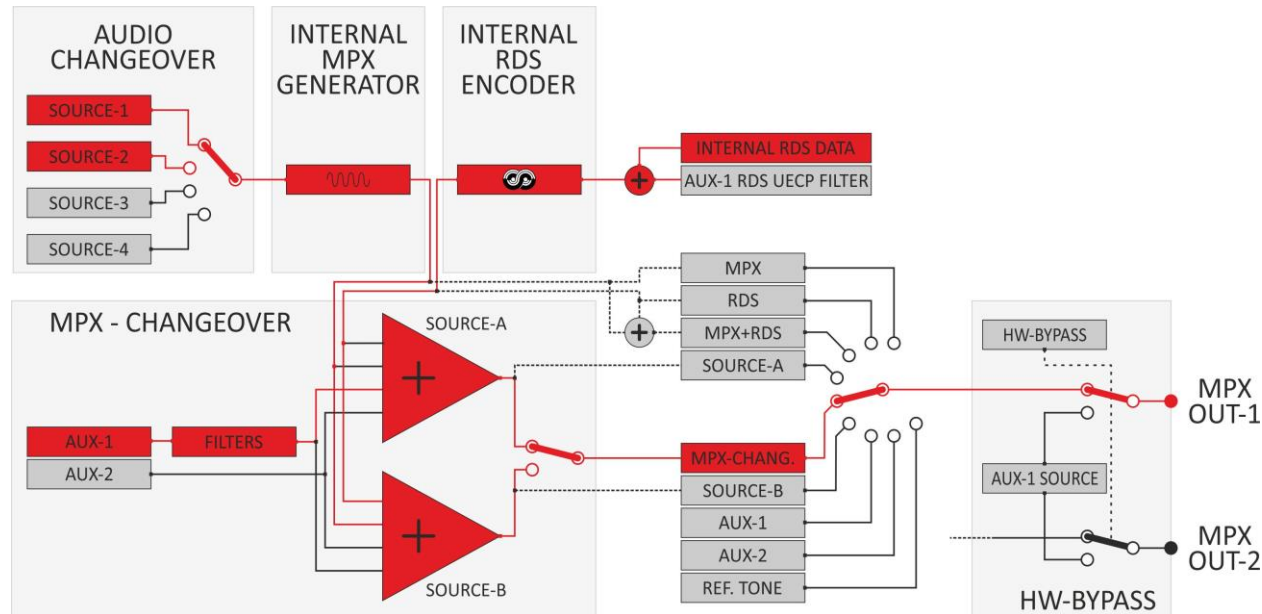 AUDIO
CHANGEOVER
SOURCE-1
SOURCE-2
SOURCE-3
SOURCE-4
INTERNAL
MPX
GENERATOR
INTERNAL
RDS
ENCODER
INTERNAL RDS DATA
AUX-1 RDS UECP FILTER
MPX - CHANGEOVER
SOURCE-A
AUX-1
FILTERS
AUX-2
SOURCE-B
MPX
RDS
MPX+RDS
SOURCE-A
MPX-CHANG.
SOURCE-B
AUX-1
AUX-2
REF. TONE
HW-BYPASS
AUX-1 SOURCE
HW-BYPASS
MPX
OUT-1
MPX
OUT-2